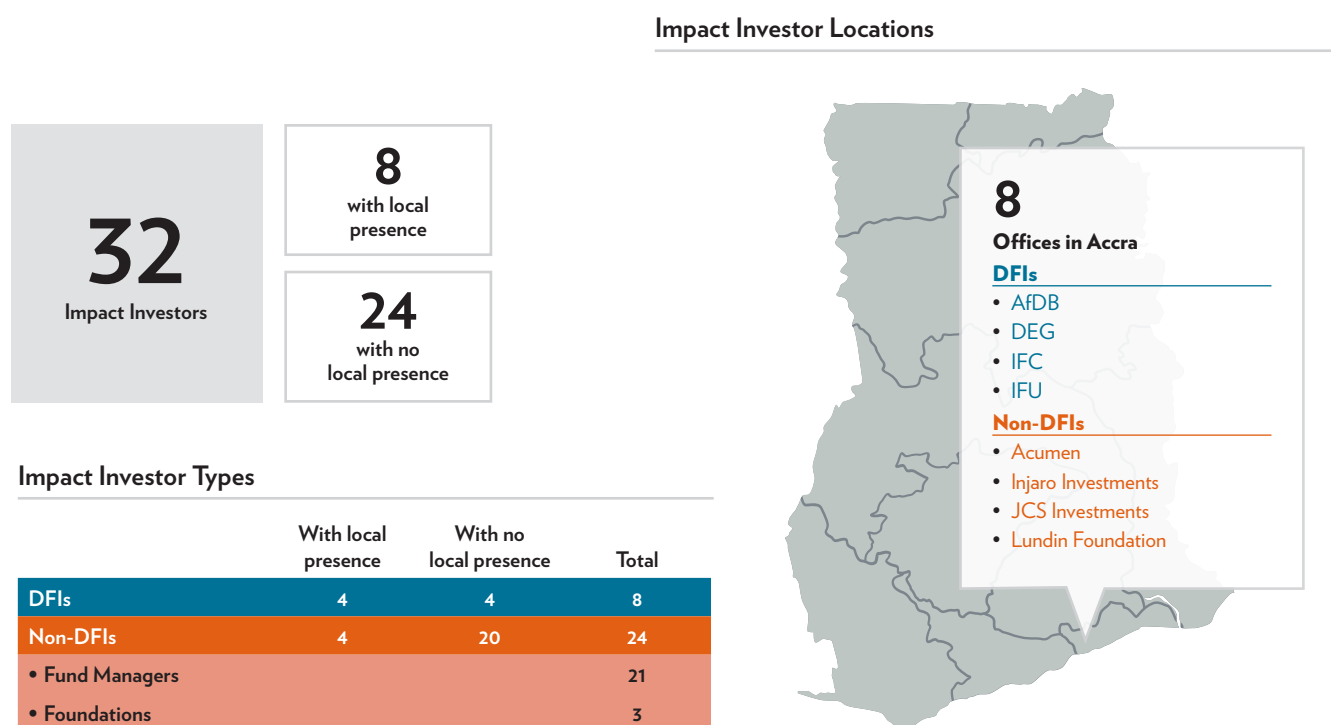 Impact Investor Locations
32
Impact Investors
8
with local
presence
24
with no
local presence
8
Offices in Accra
DFIs
• AfDB
• DEG
• IFC
• IFU
Non-DFIs
• Acumen
• Injaro Investments
• JCS Investments
• Lundin Foundation
Impact Investor Types
With local
presence
With no
local presence
Total
DFIs 4 4 8
Non-DFIs 4 20 24
• Fund Managers 21
• Foundations 3